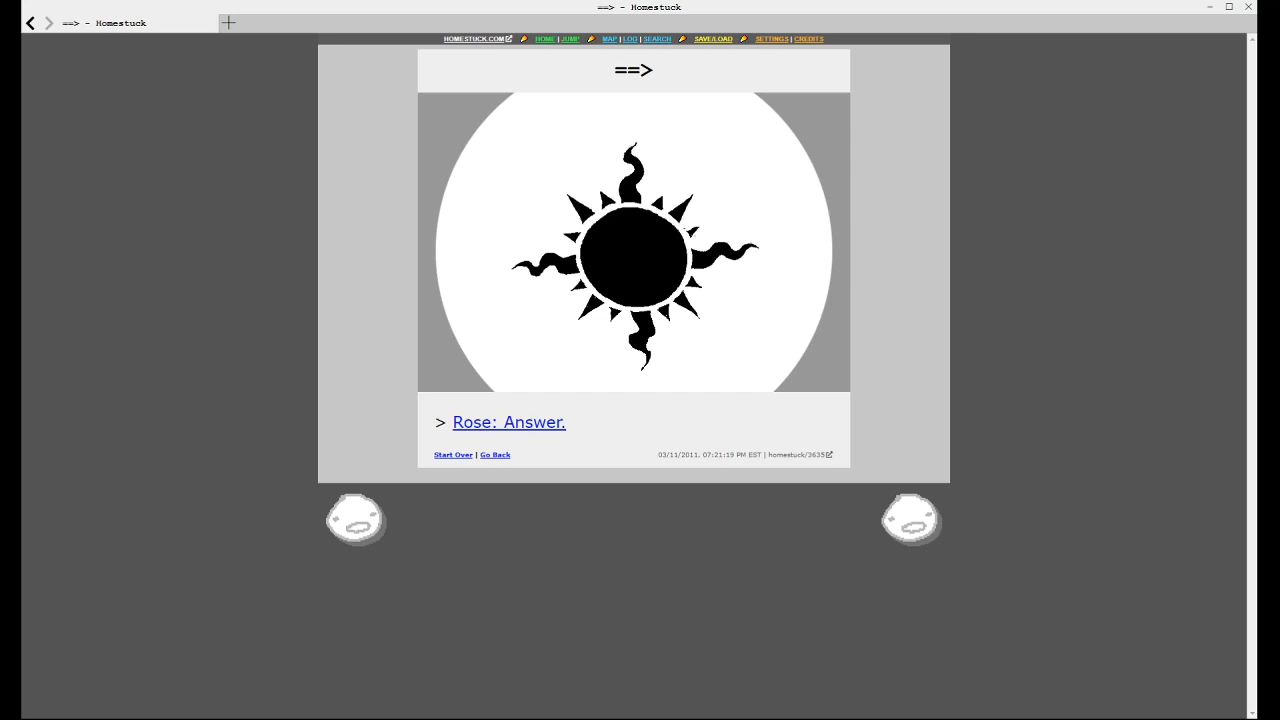 ==> - Homestuck
==> - Homestuck
HOMESTUCK.COM HOME | JUMP MAP | LOG | SEARCH SAVE/LOAD SETTINGS | CREDITS
==>
> Rose: Answer.
Start Over | Go Back 03/11/2011, 07:21:19 PM EST | homestuck/3635